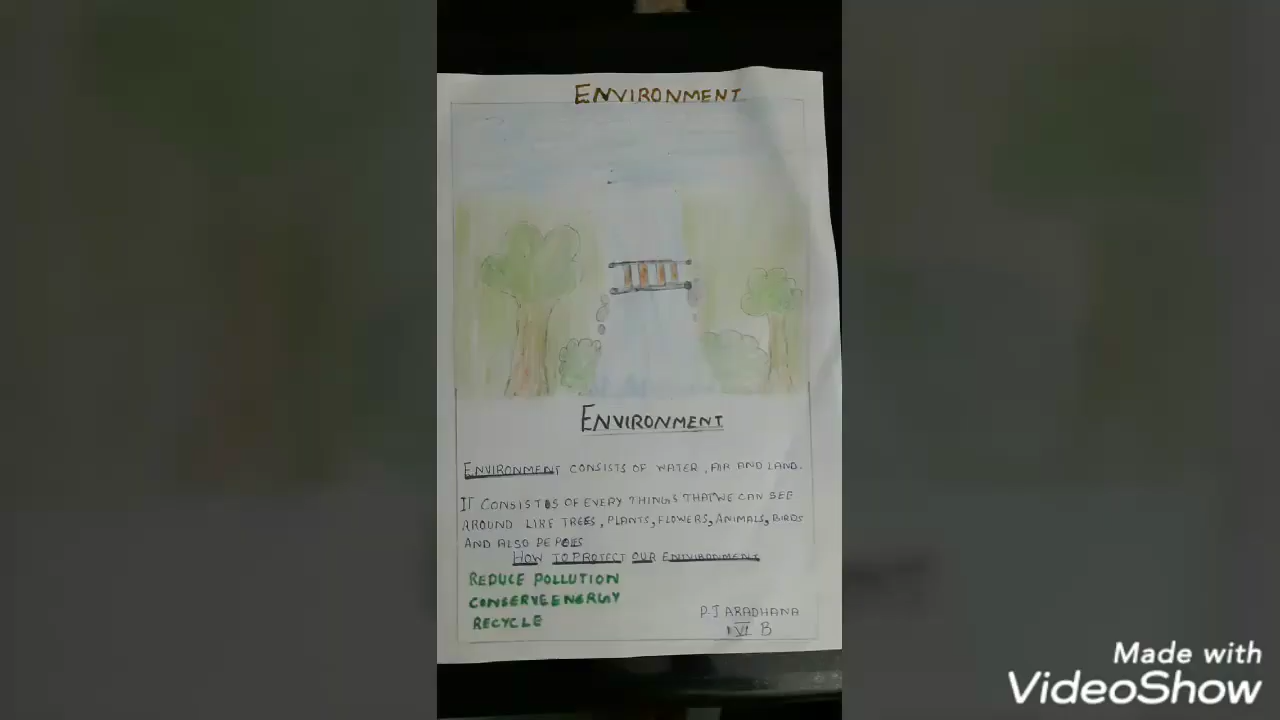 ENVIRONMENT
ENVIRONMENT
ENVIRONMENT CONSISTS OF WATER, AIR AND LAND.
IT CONSISTS OF EVERY THINGS THAT WE CAN SEE
AROUND LIKE TREES, PLANTS, FLOWERS, ANIMALS, BIRDS
AND ALSO PEPOLES
HOW TO PROTECT OUR ENIVIRONMENT
REDUCE POLLUTION
CONSERVE ENERGY
RECYCLE
P.J ARADHANA
VI B
Made with
VideoShow